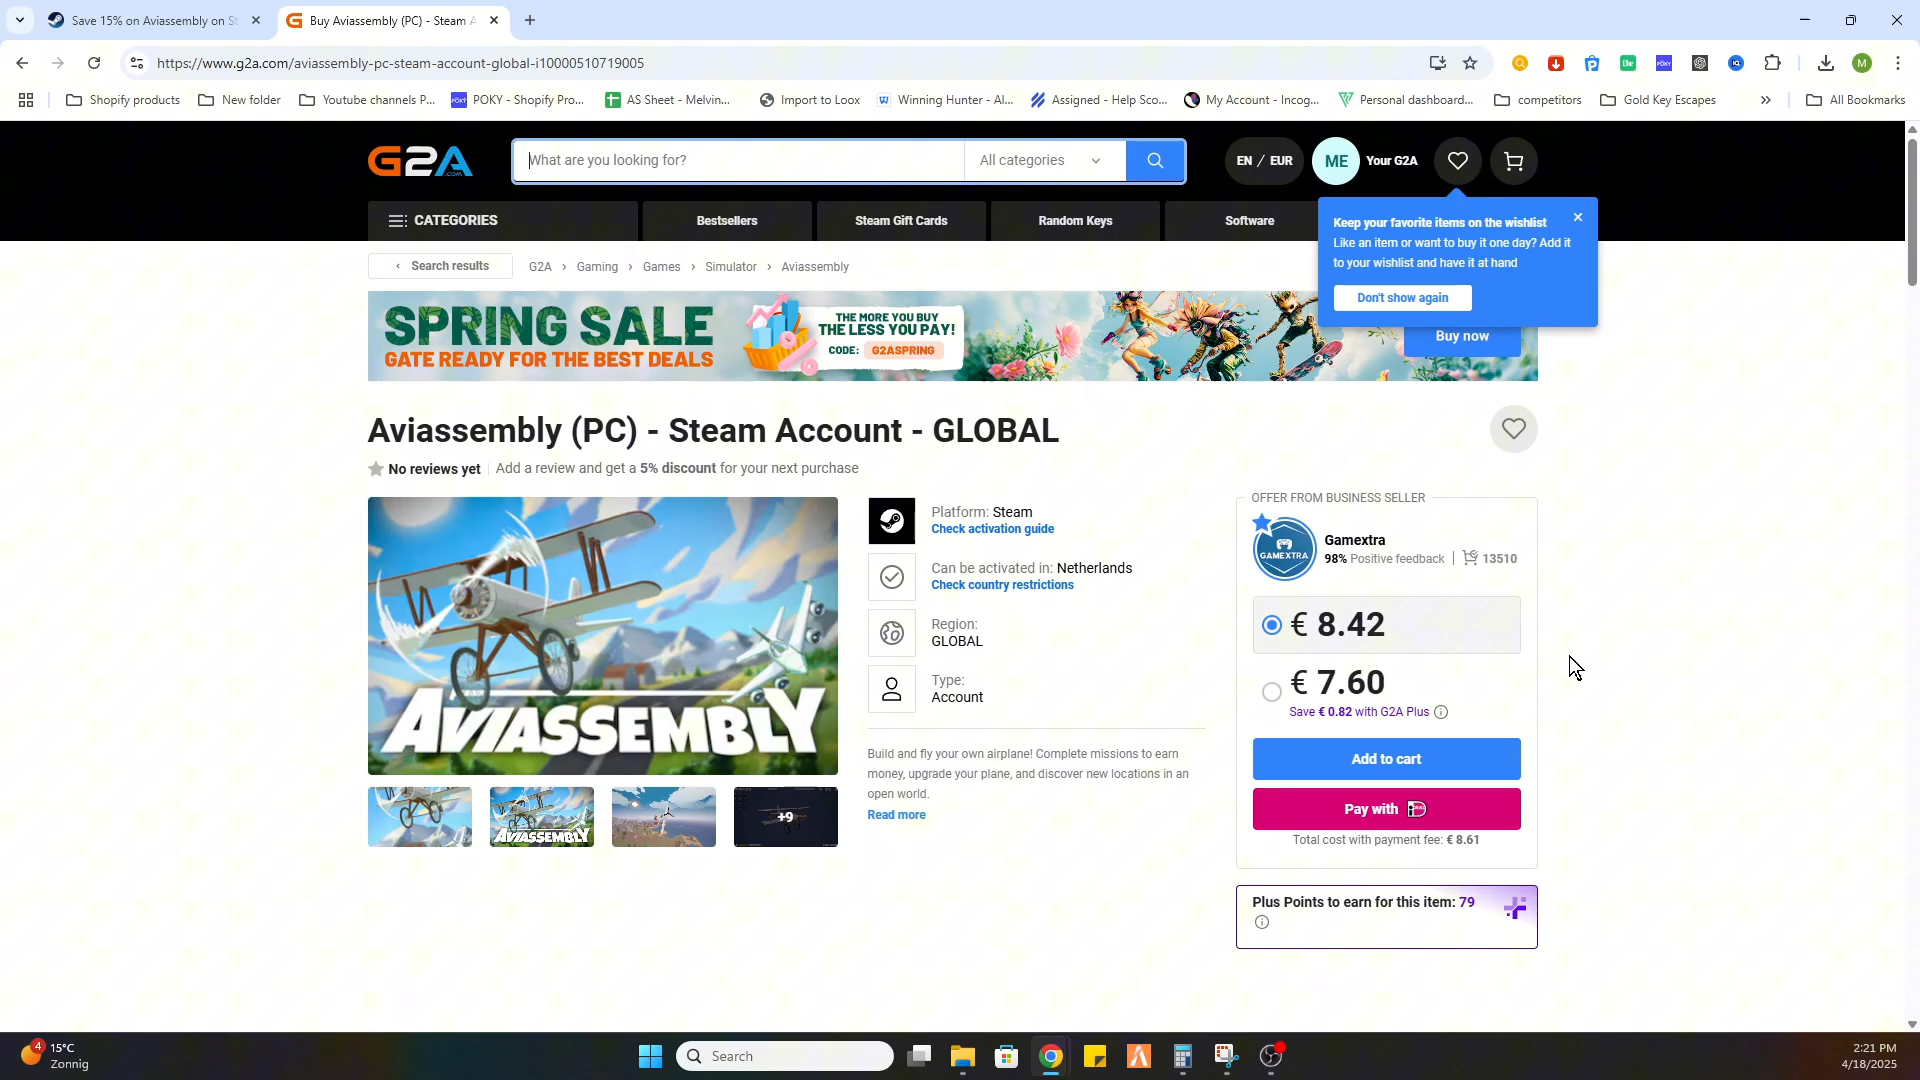 Save 15% on Aviassembly on St
Buy Aviassembly (PC) - Steam A
https://www.g2a.com/aviassembly-pc-steam-account-global-i10000510719005
M
Shopify products
New folder
Youtube channels P...
POKY - Shopify Pro...
AS Sheet - Melvin...
Import to Loox
Winning Hunter - AI...
Assigned - Help Sco...
My Account - Incog...
Personal dashboard...
competitors
Gold Key Escapes
»
All Bookmarks
G2A.COM
What are you looking for?
All categories
EN / EUR
ME
Your G2A
CATEGORIES
Bestsellers
Steam Gift Cards
Random Keys
Software
Keep your favorite items on the wishlist
Like an item or want to buy it one day? Add it
to your wishlist and have it at hand
Don't show again
‹ Search results
G2A › Gaming › Games › Simulator › Aviassembly
SPRING SALE
GATE READY FOR THE BEST DEALS
THE MORE YOU BUY
THE LESS YOU PAY!
CODE: G2ASPRING
Buy now
Aviassembly (PC) - Steam Account - GLOBAL
No reviews yet
Add a review and get a 5% discount for your next purchase
AVIASSEMBLY
AVIASSEMBLY
+9
Platform: Steam
Check activation guide
Can be activated in: Netherlands
Check country restrictions
Region:
GLOBAL
Type:
Account
Build and fly your own airplane! Complete missions to earn
money, upgrade your plane, and discover new locations in an
open world.
Read more
OFFER FROM BUSINESS SELLER
GAMEXTRA
Gamextra
98% Positive feedback
13510
€ 8.42
€ 7.60
Save € 0.82 with G2A Plus
Add to cart
Pay with
Total cost with payment fee: € 8.61
Plus Points to earn for this item: 79
4
15°C
Zonnig
Search
2:21 PM
4/18/2025